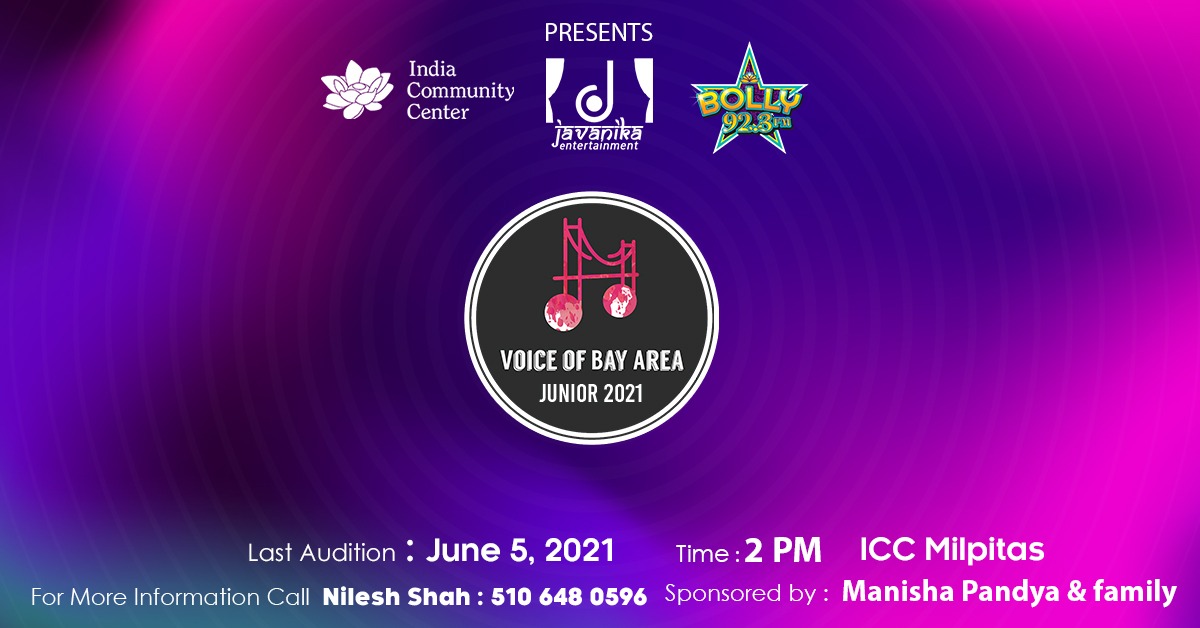 PRESENTS
India
Community
Center
javanika
entertainment
BOLLY
92.3 FM
VOICE OF BAY AREA
JUNIOR 2021
Last Audition : June 5, 2021 Time : 2 PM ICC Milpitas
For More Information Call Nilesh Shah : 510 648 0596 Sponsored by : Manisha Pandya & family